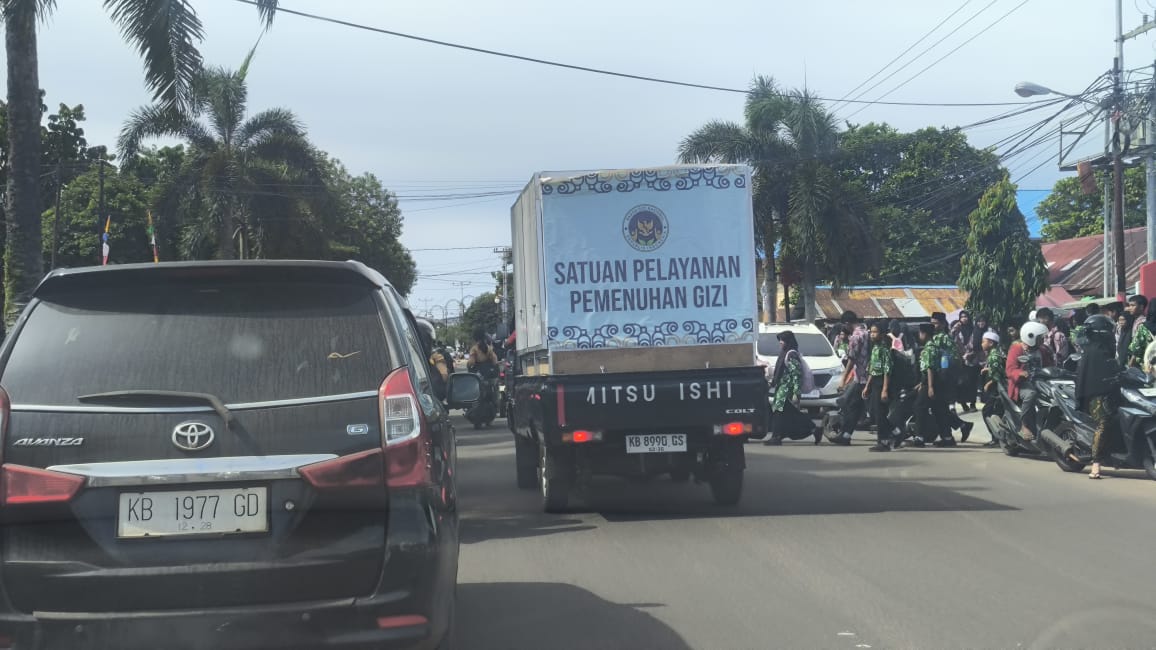 SATUAN PELAYANAN
PEMENUHAN GIZI
MITSU ISHI
COLT
KB 8990 GS
AVANZA
G
KB 1977 GD
12 • 28